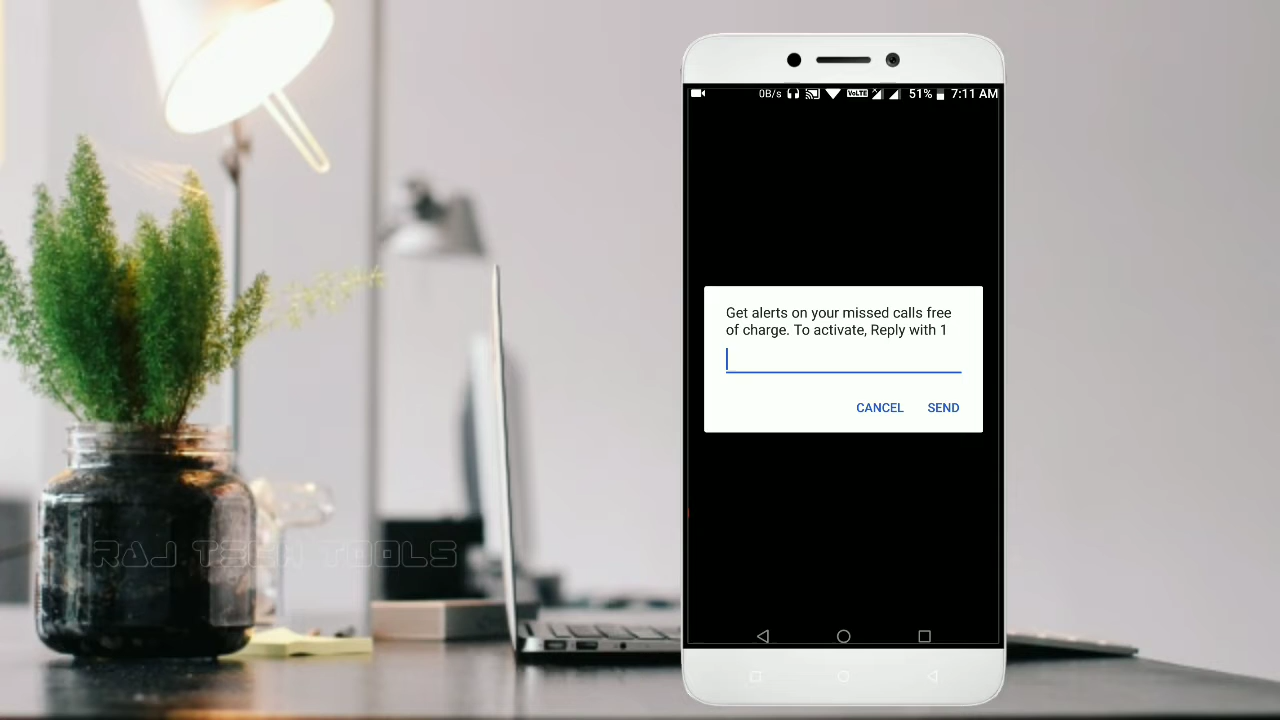 0B/s VoLTE 51% 7:11 AM
Get alerts on your missed calls free
of charge. To activate, Reply with 1
CANCEL SEND
RAJ TECH TOOLS